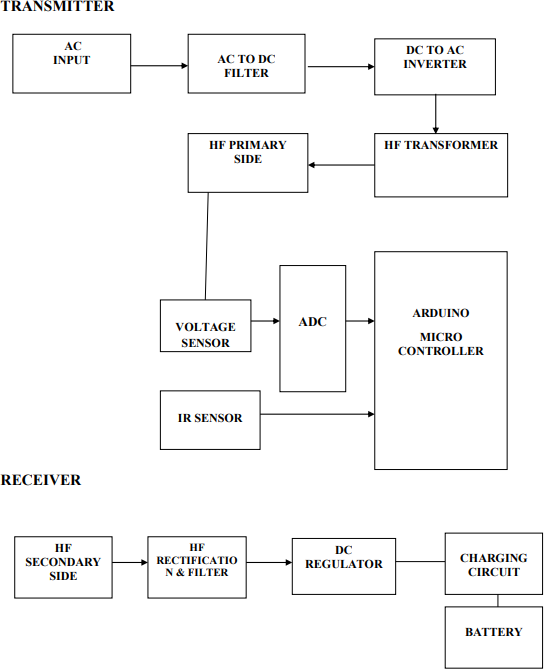 TRANSMITTER
AC
INPUT
AC TO DC
FILTER
DC TO AC
INVERTER
HF PRIMARY
SIDE
HF TRANSFORMER
VOLTAGE
SENSOR
ADC
ARDUINO
MICRO
CONTROLLER
IR SENSOR
RECEIVER
HF
SECONDARY
SIDE
HF
RECTIFICATIO
N & FILTER
DC
REGULATOR
CHARGING
CIRCUIT
BATTERY